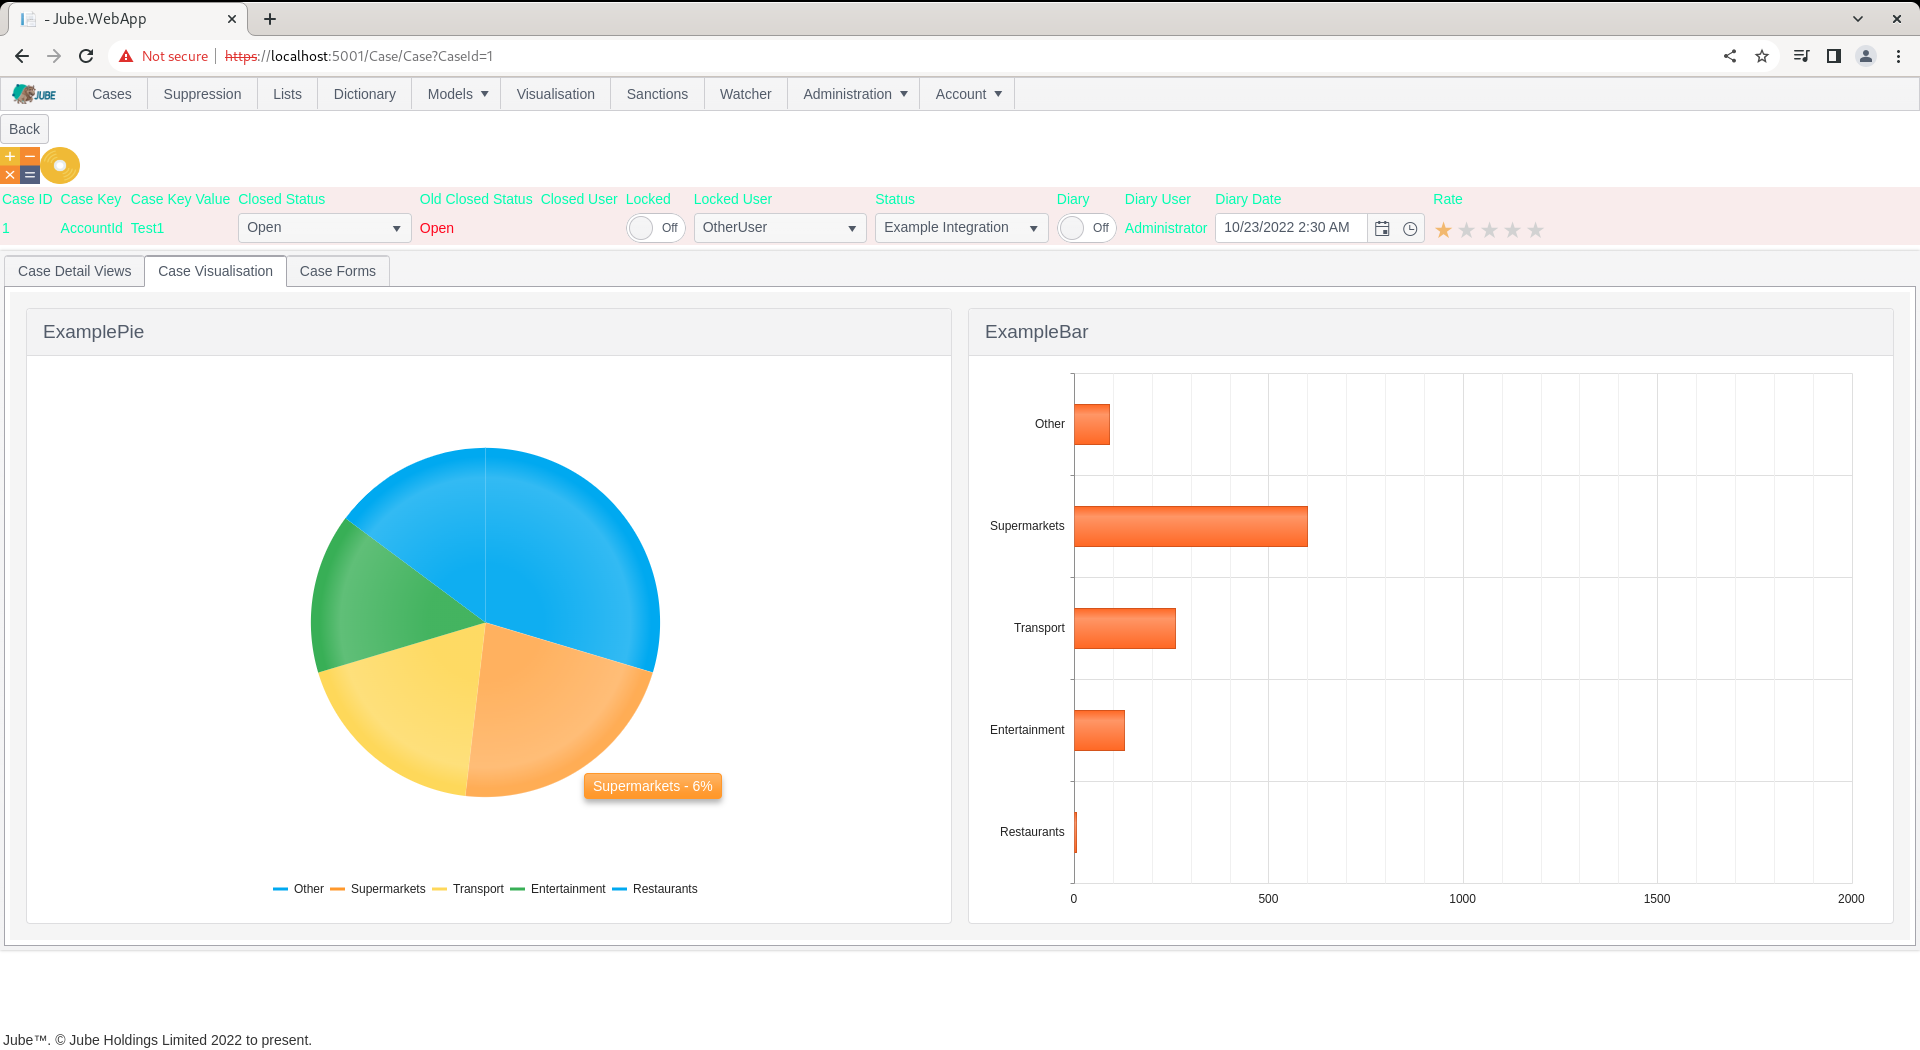 - Jube.WebApp
Not secure https://localhost:5001/Case/Case?CaseId=1
JUBE Cases Suppression Lists Dictionary Models Visualisation Sanctions Watcher Administration Account
Back
Case ID Case Key Case Key Value Closed Status Old Closed Status Closed User Locked Locked User Status Diary Diary User Diary Date Rate
1 AccountId Test1 Open Open Off OtherUser Example Integration Off Administrator 10/23/2022 2:30 AM
Case Detail Views Case Visualisation Case Forms
ExamplePie
Supermarkets - 6%
Other Supermarkets Transport Entertainment Restaurants
ExampleBar
Other
Supermarkets
Transport
Entertainment
Restaurants
0 500 1000 1500 2000
Jube™. © Jube Holdings Limited 2022 to present.